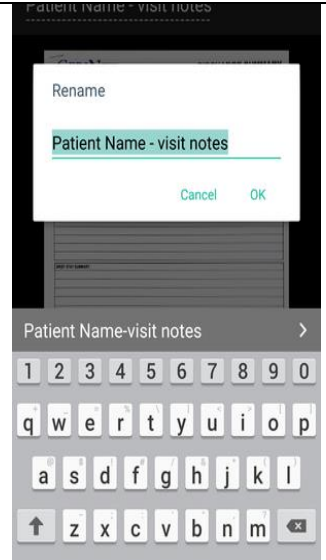 Patient Name - visit notes
Rename
Patient Name - visit notes
Cancel OK
Patient Name-visit notes >
1 2 3 4 5 6 7 8 9 0
q w e r t y u i o p
a s d f g h j k l
z x c v b n m